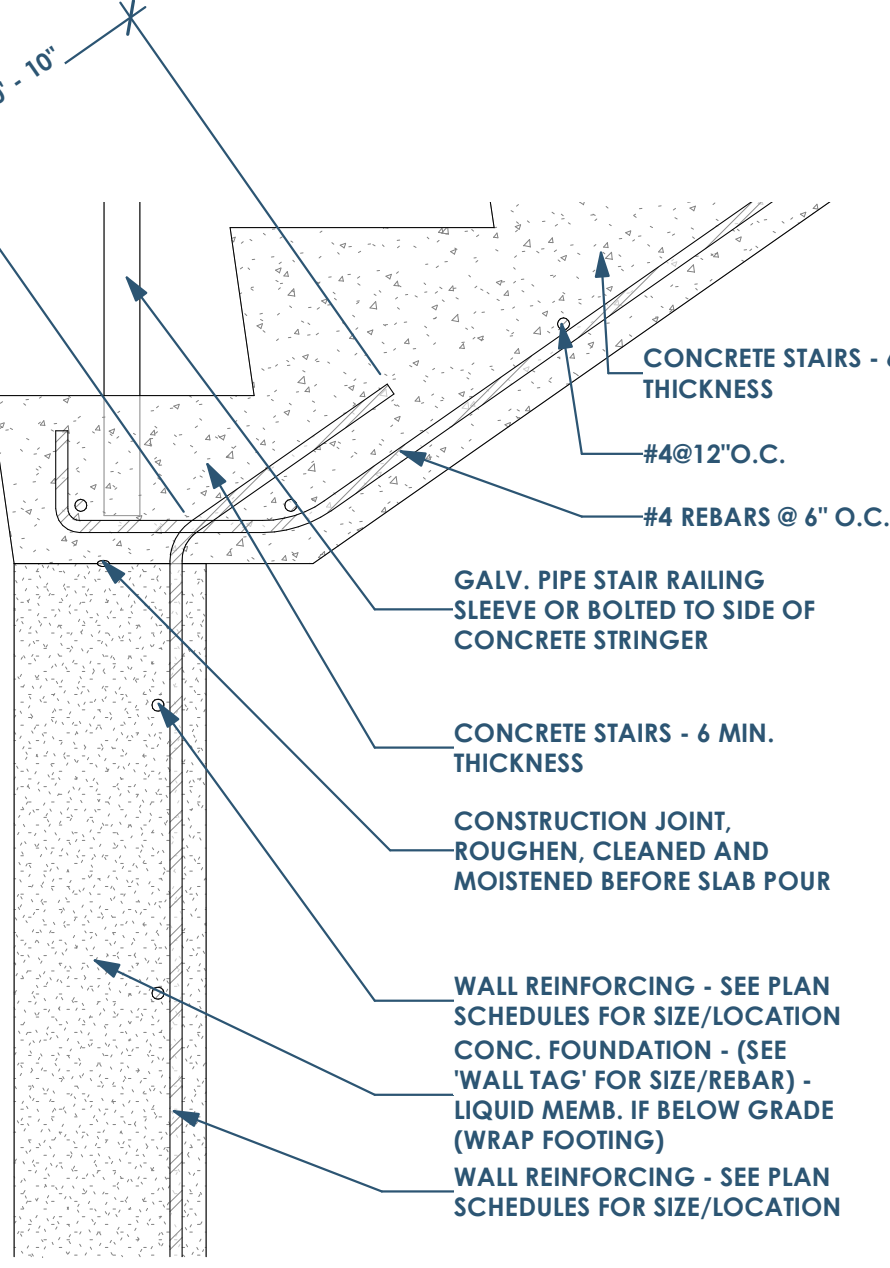 ' - 10"
CONCRETE STAIRS -
THICKNESS
#4@12"O.C.
#4 REBARS @ 6" O.C.
GALV. PIPE STAIR RAILING
SLEEVE OR BOLTED TO SIDE OF
CONCRETE STRINGER
CONCRETE STAIRS - 6 MIN.
THICKNESS
CONSTRUCTION JOINT,
ROUGHEN, CLEANED AND
MOISTENED BEFORE SLAB POUR
WALL REINFORCING - SEE PLAN
SCHEDULES FOR SIZE/LOCATION
CONC. FOUNDATION - (SEE
'WALL TAG' FOR SIZE/REBAR) -
LIQUID MEMB. IF BELOW GRADE
(WRAP FOOTING)
WALL REINFORCING - SEE PLAN
SCHEDULES FOR SIZE/LOCATION